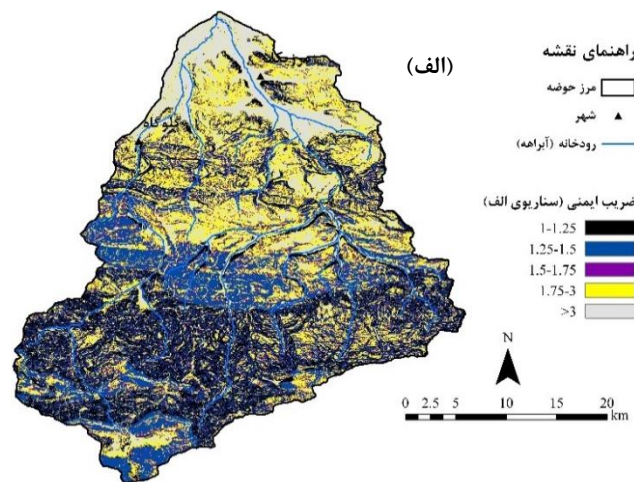 (الف)
راهنمای نقشه
مرز حوضه
شهر
رودخانه (آبراهه)
ضریب ایمنی (سناریوی الف)
1-1.25
1.25-1.5
1.5-1.75
1.75-3
>3
N
0 2.5 5 10 15 20
km